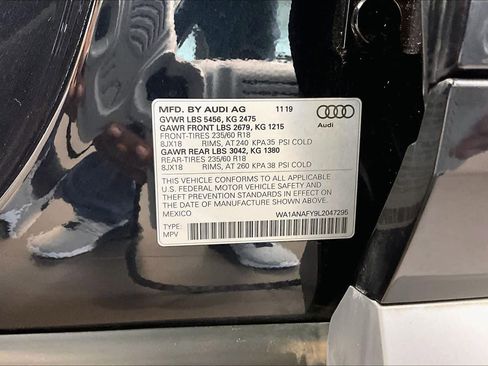 MFD. BY AUDI AG 11 19
GVWR LBS 5456, KG 2475
GAWR FRONT LBS 2679, KG 1215
FRONT-TIRES 235/60 R18
8JX18 RIMS, AT 240 KPA 35 PSI COLD
GAWR REAR LBS 3042, KG 1380
REAR-TIRES 235/60 R18
8JX18 RIMS, AT 260 KPA 38 PSI COLD
Audi
THIS VEHICLE CONFORMS TO ALL APPLICABLE
U.S. FEDERAL MOTOR VEHICLE SAFETY AND
THEFT PREVENTION STANDARDS IN EFFECT ON
THE DATE OF MANUFACTURE SHOWN ABOVE.
MEXICO WA1ANAFY9L2047295
TYPE:
MPV